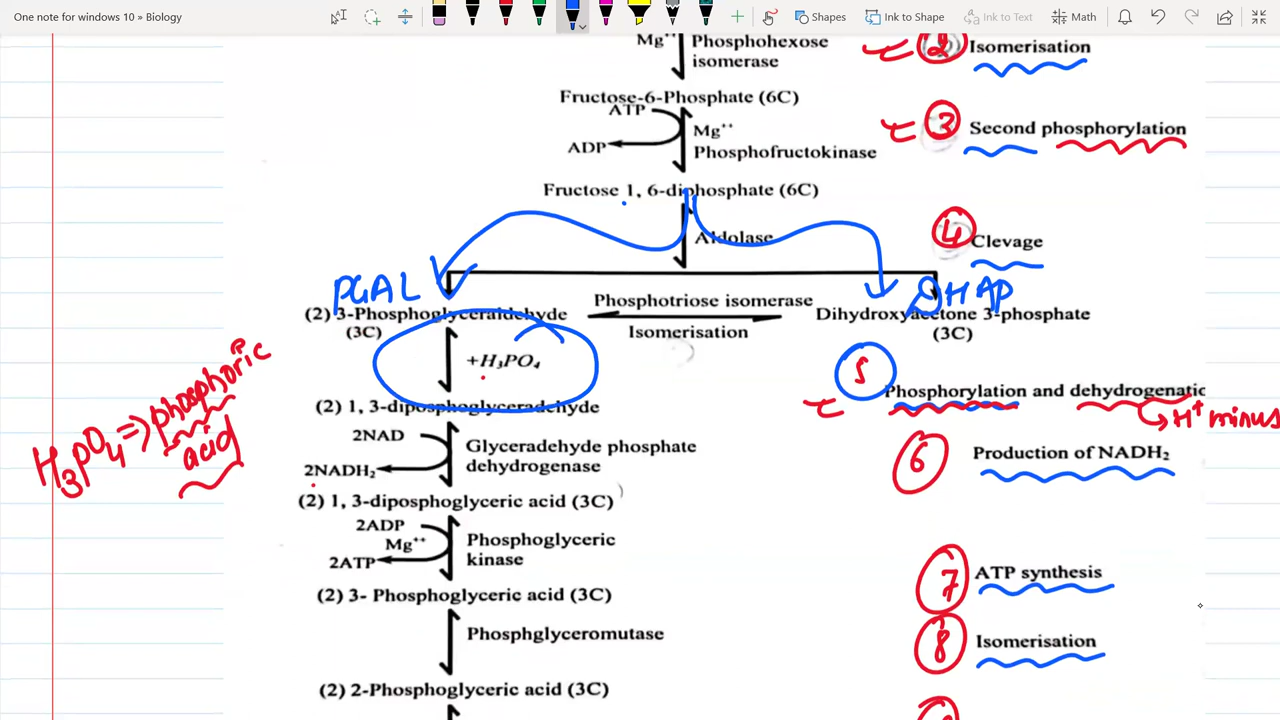 One note for windows 10 » Biology
Shapes
Ink to Shape
Ink to Text
Math
Mg⁺⁺
Phosphohexose
isomerase
2
Isomerisation
Fructose-6-Phosphate (6C)
ATP
ADP
Mg⁺⁺
Phosphofructokinase
3
Second phosphorylation
Fructose 1, 6-diphosphate (6C)
Aldolase
4
Clevage
PGAL
DHAP
(2) 3-Phosphoglyceraldehyde
(3C)
Phosphotriose isomerase
Isomerisation
Dihydroxyacetone 3-phosphate
(3C)
+H₃PO₄
H₃PO₄ => phosphoric
acid
5
Phosphorylation and dehydrogenatic
H⁺ minus
(2) 1, 3-diposphoglyceradehyde
2NAD
2NADH₂
Glyceradehyde phosphate
dehydrogenase
6
Production of NADH₂
(2) 1, 3-diposphoglyceric acid (3C)
2ADP
Mg⁺⁺
2ATP
Phosphoglyceric
kinase
7
ATP synthesis
(2) 3- Phosphoglyceric acid (3C)
Phosphglyceromutase
8
Isomerisation
(2) 2-Phosphoglyceric acid (3C)